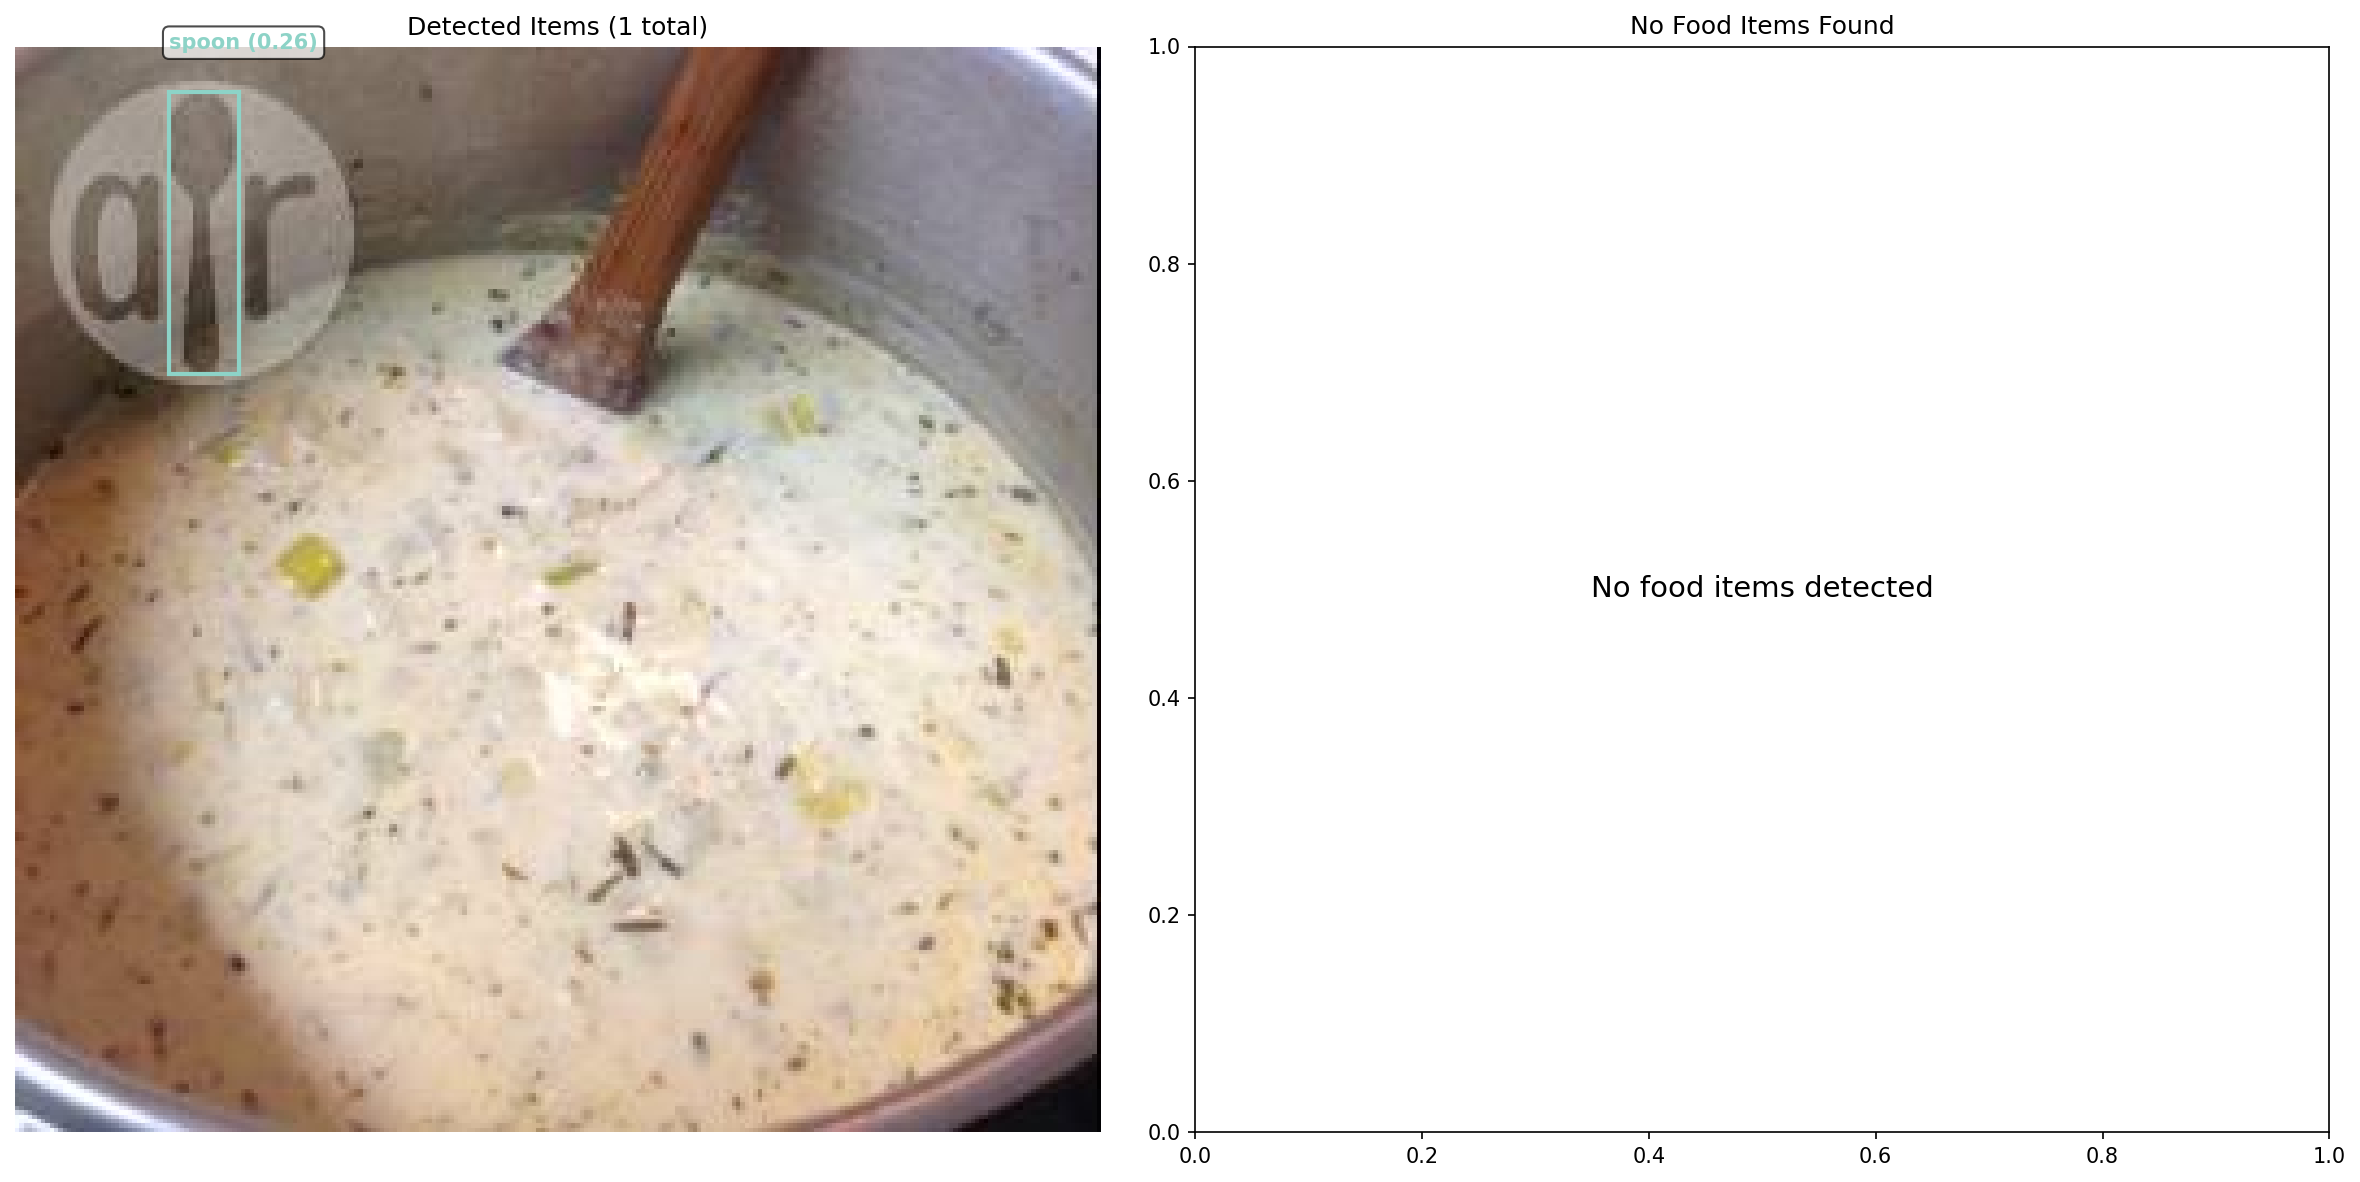 Detected Items (1 total)
spoon (0.26)
ar
No Food Items Found
1.0
0.8
0.6
0.4
0.2
0.0
No food items detected
0.0 0.2 0.4 0.6 0.8 1.0